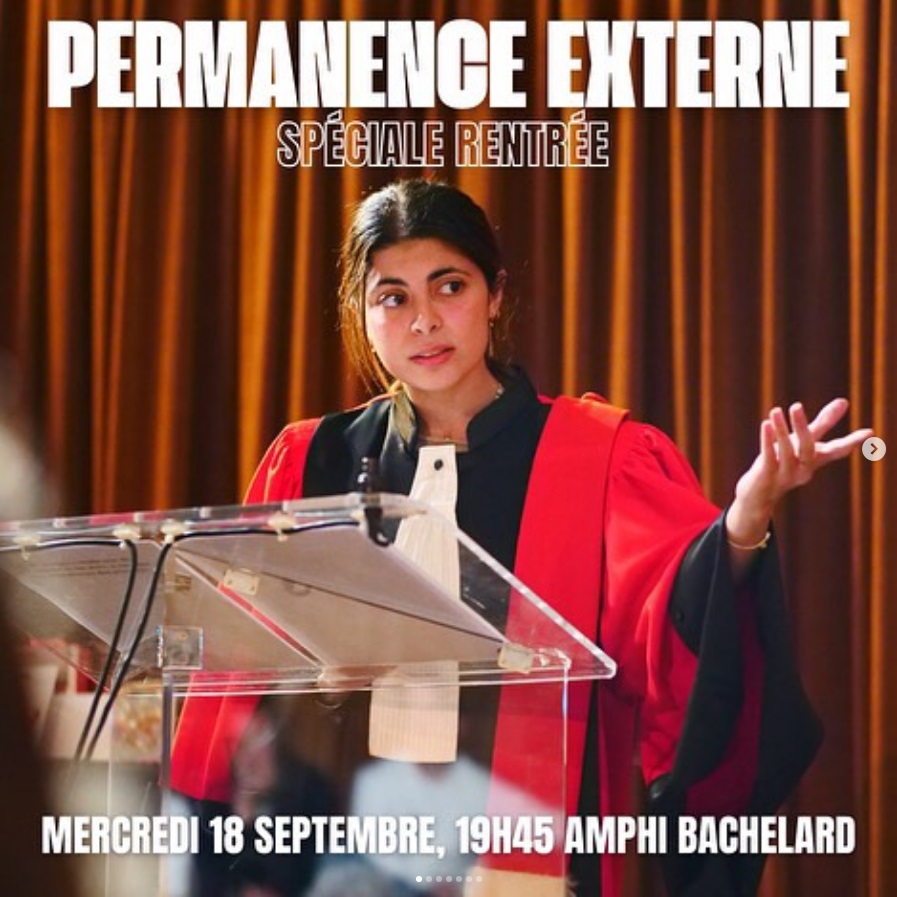 PERMANENCE EXTERNE
SPÉCIALE RENTRÉE
MERCREDI 18 SEPTEMBRE, 19H45 AMPHI BACHELARD